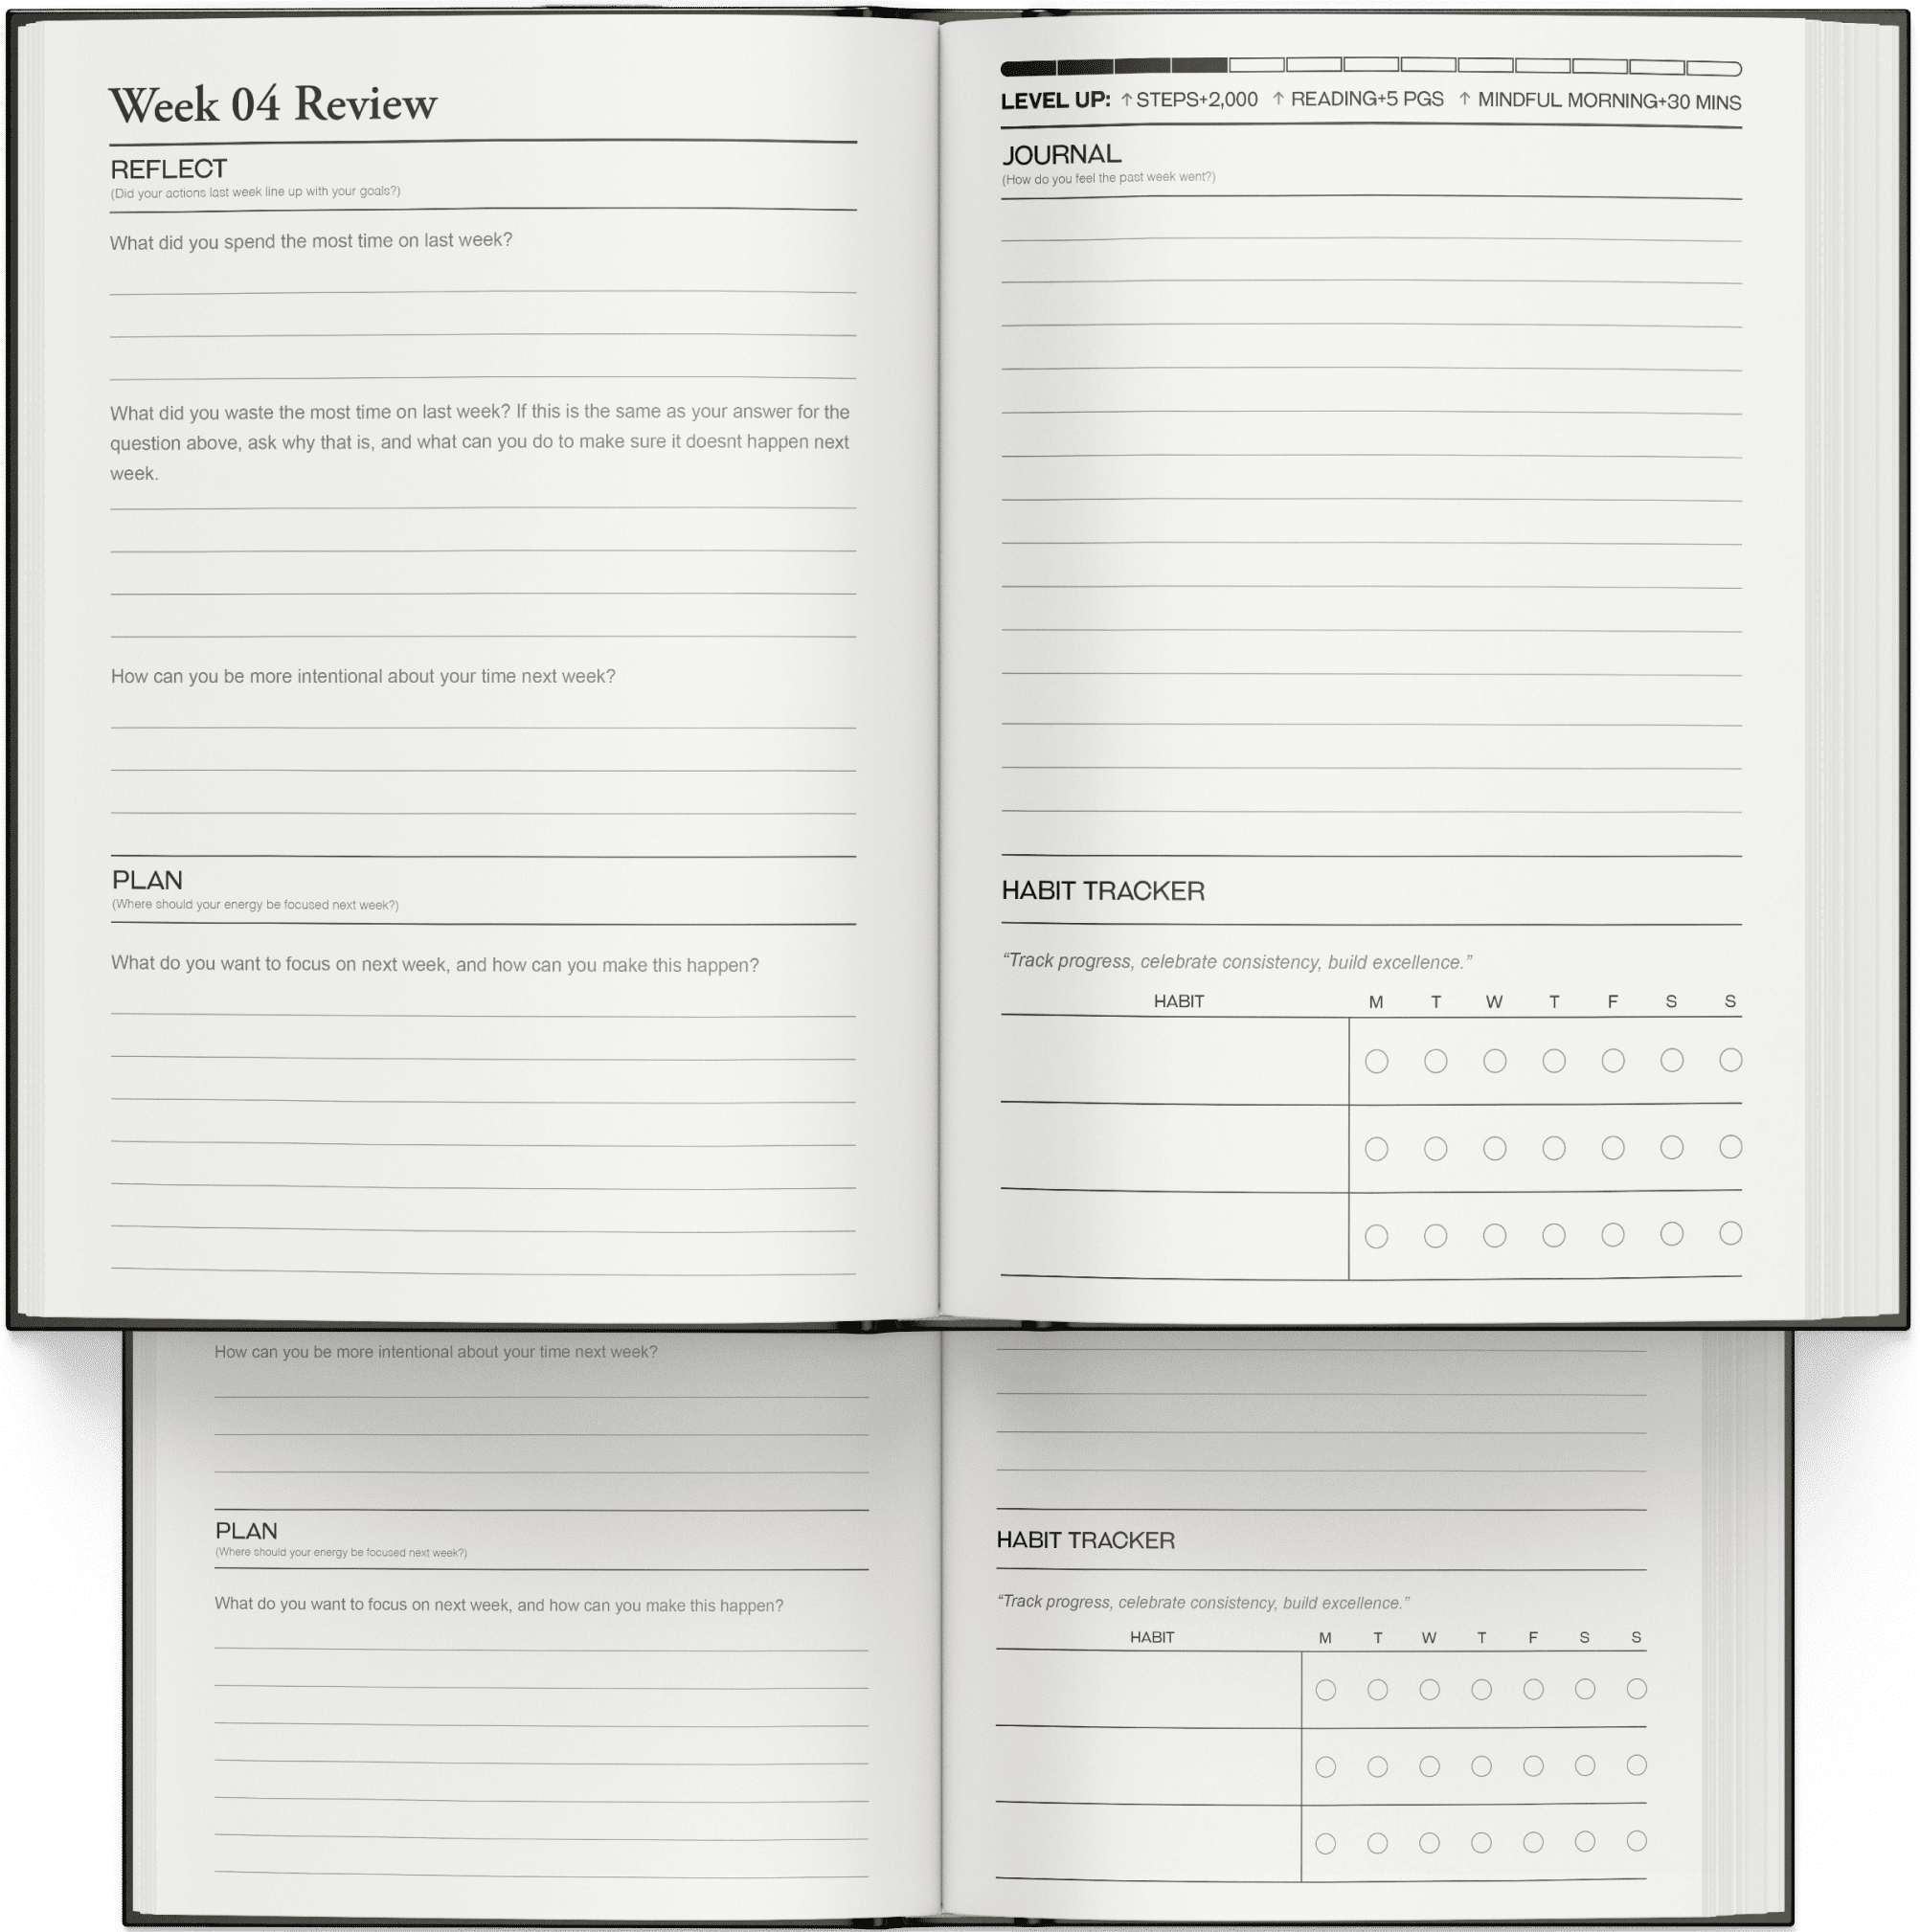 Week 04 Review
REFLECT
(Did your actions last week line up with your goals?)
What did you spend the most time on last week?
What did you waste the most time on last week? If this is the same as your answer for the
question above, ask why that is, and what can you do to make sure it doesnt happen next
week.
How can you be more intentional about your time next week?
PLAN
(Where should your energy be focused next week?)
What do you want to focus on next week, and how can you make this happen?
LEVEL UP: ↑STEPS+2,000 ↑ READING+5 PGS ↑ MINDFUL MORNING+30 MINS
JOURNAL
(How do you feel the past week went?)
HABIT TRACKER
“Track progress, celebrate consistency, build excellence.”
HABIT M T W T F S S
How can you be more intentional about your time next week?
PLAN
(Where should your energy be focused next week?)
What do you want to focus on next week, and how can you make this happen?
HABIT TRACKER
“Track progress, celebrate consistency, build excellence.”
HABIT M T W T F S S